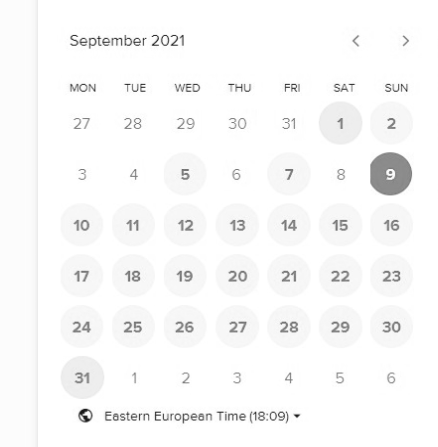 September 2021
MON TUE WED THU FRI SAT SUN
27 28 29 30 31 1 2
3 4 5 6 7 8 9
10 11 12 13 14 15 16
17 18 19 20 21 22 23
24 25 26 27 28 29 30
31 1 2 3 4 5 6
Eastern European Time (18:09)